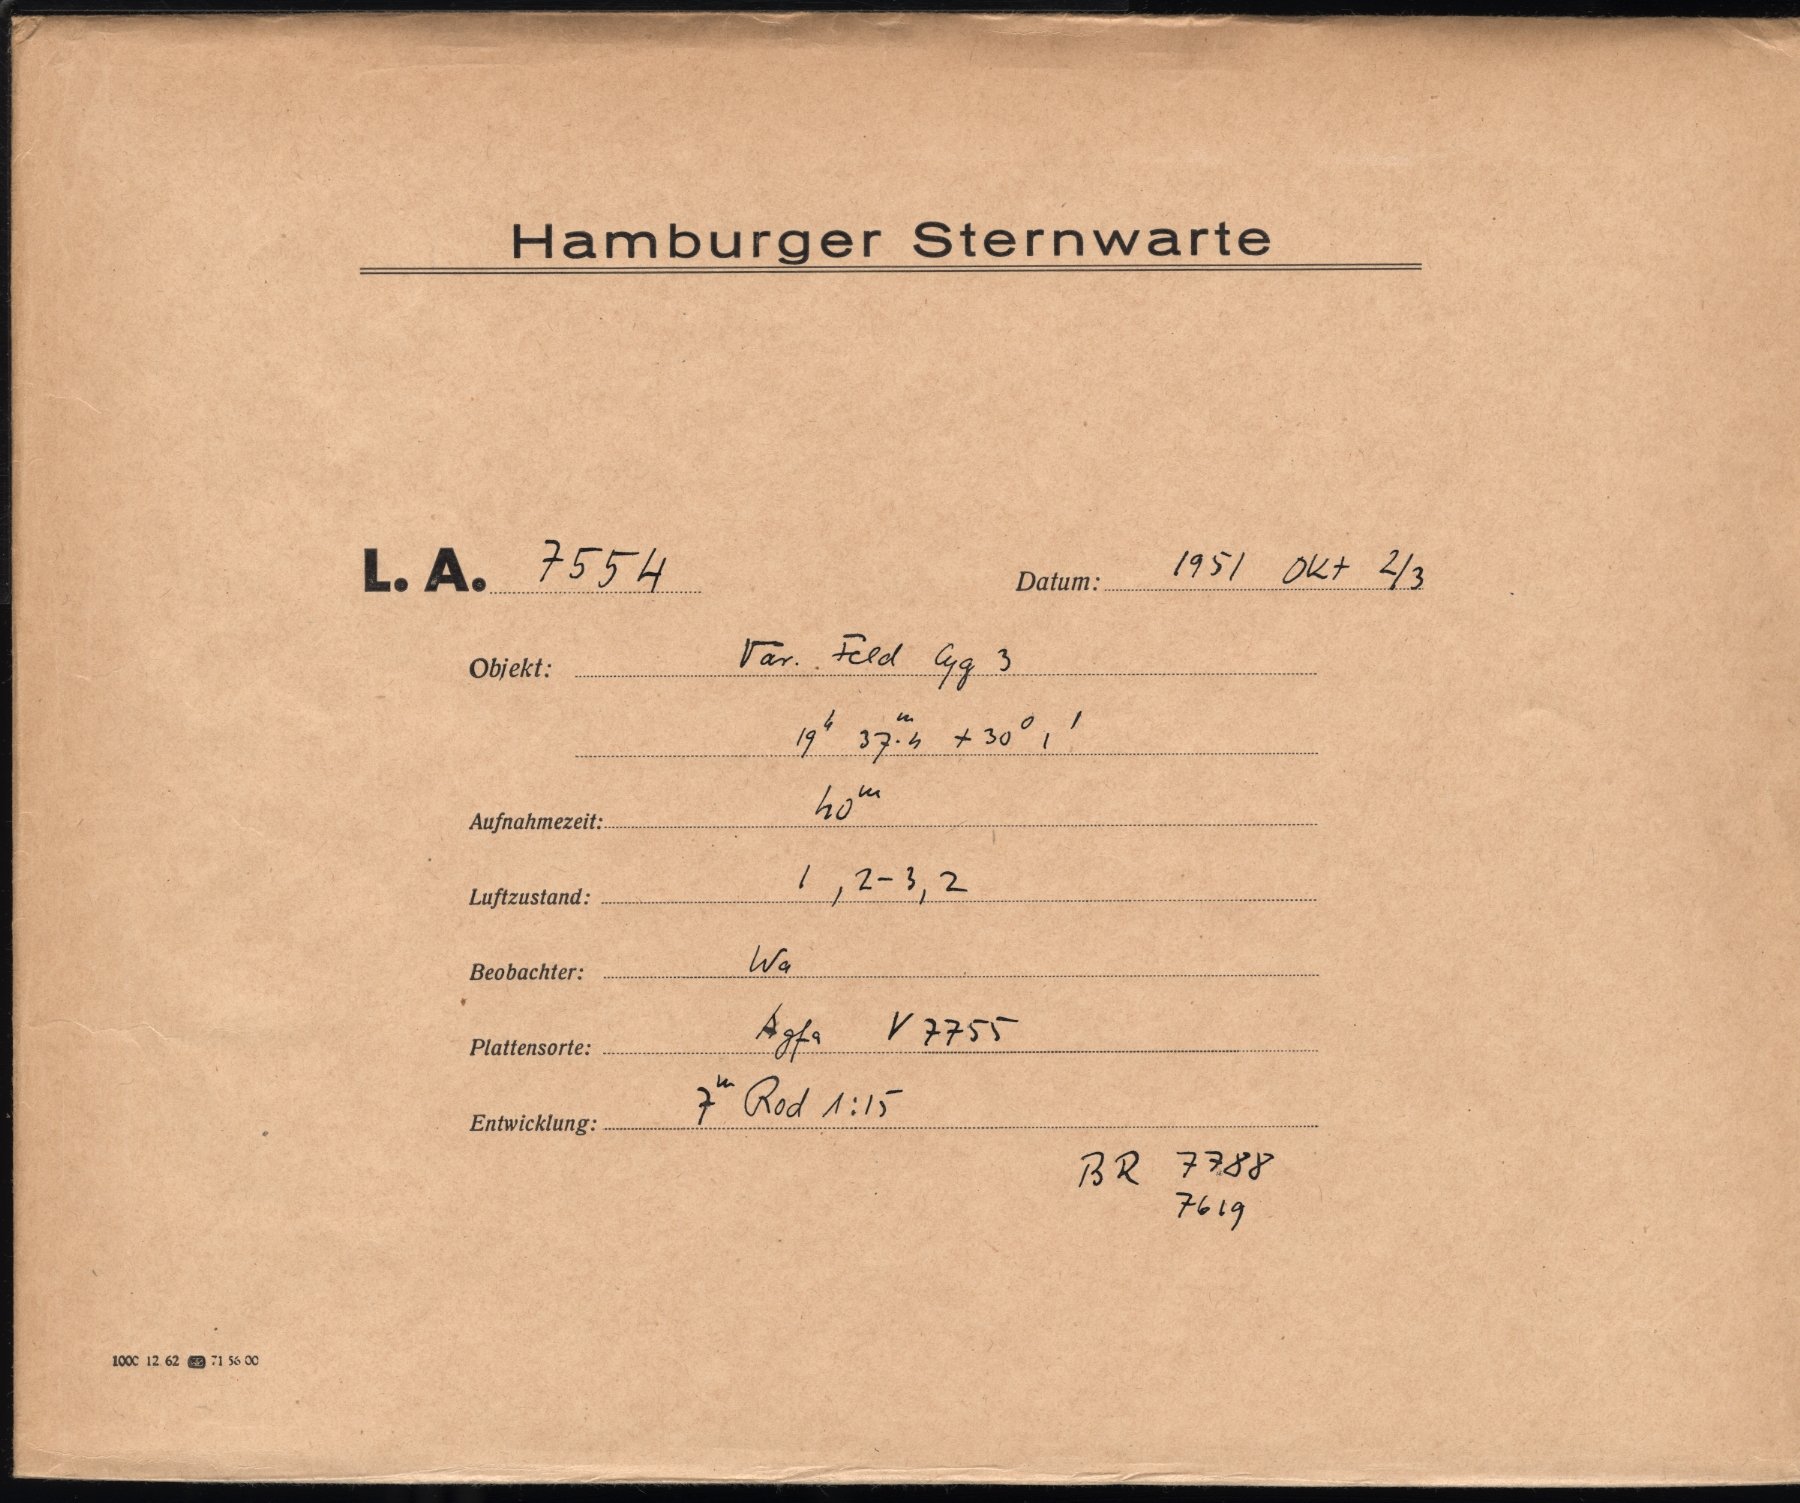 Hamburger Sternwarte
L. A. 7554 Datum: 1951 Okt 2/3
Objekt: Var. Feld Cyg 3
19ʰ 37.ᵐ4 +30° 1'
Aufnahmezeit: 40ᵐ
Luftzustand: 1, 2-3, 2
Beobachter: Wa
Plattensorte: Agfa V 7755
Entwicklung: 7ᵐ Rod 1:15
BR 7788
7619
1000 12 62 71 56 00